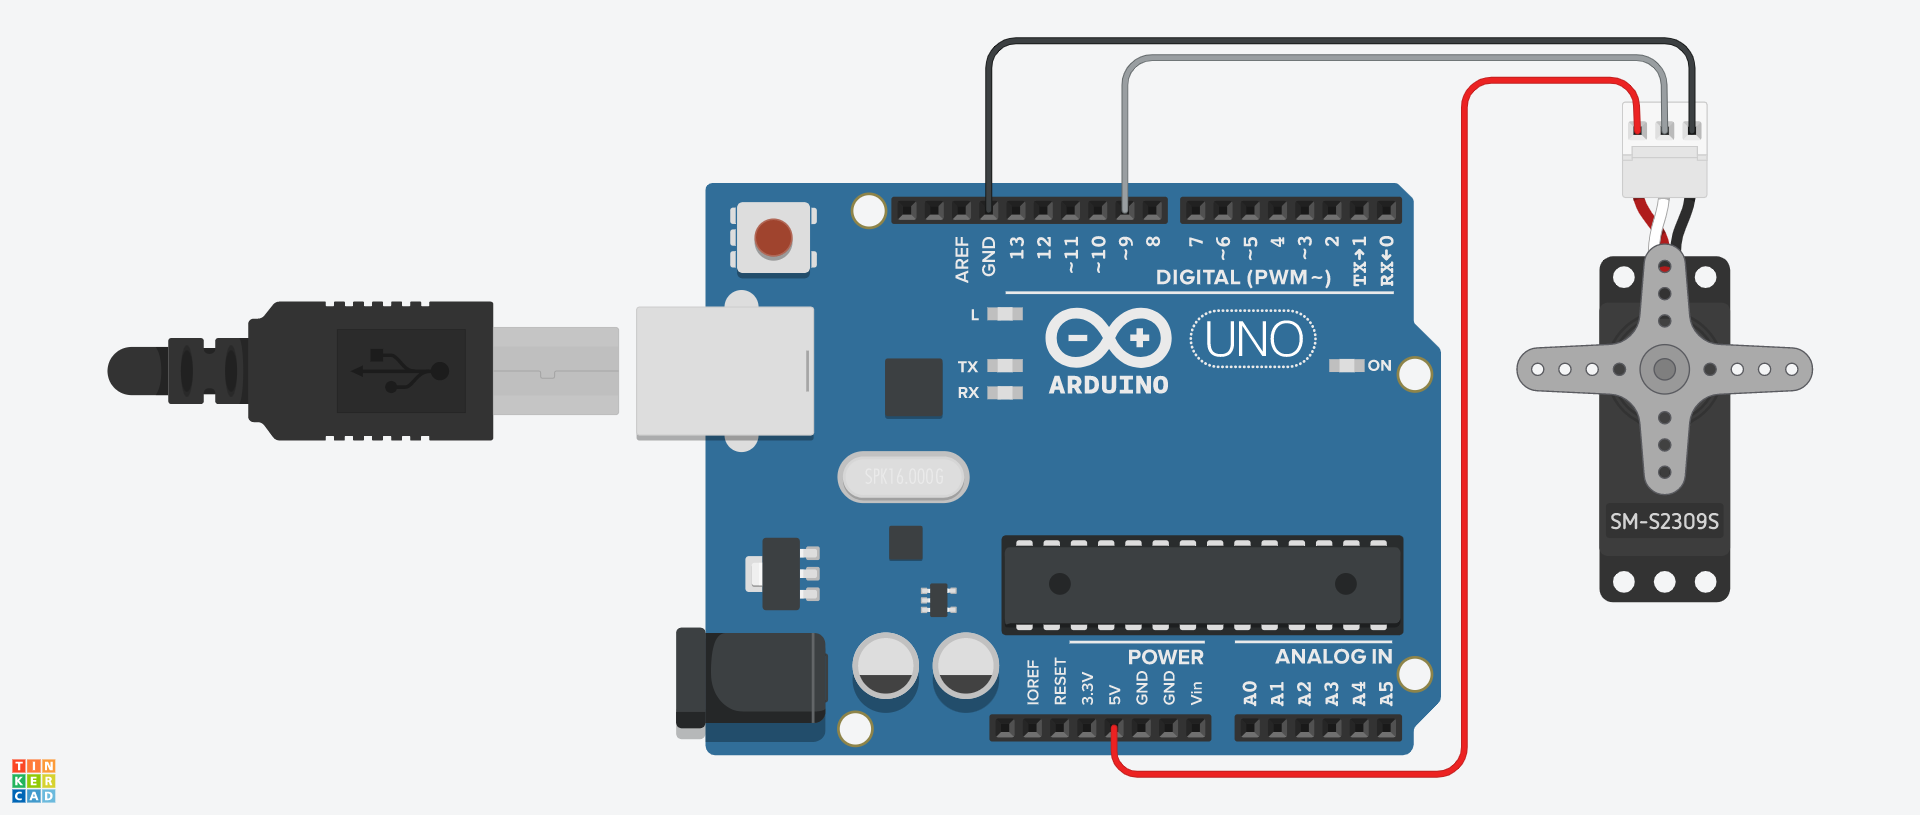 AREF
GND
13
12
~11
~10
~9
8
7
~6
~5
4
~3
2
TX→1
RX←0
DIGITAL (PWM~)
L
TX
RX
ARDUINO
UNO
ON
SPK16.000G
SM-S2309S
POWER
ANALOG IN
IOREF
RESET
3.3V
5V
GND
GND
Vin
A0
A1
A2
A3
A4
A5
TIN
KER
CAD